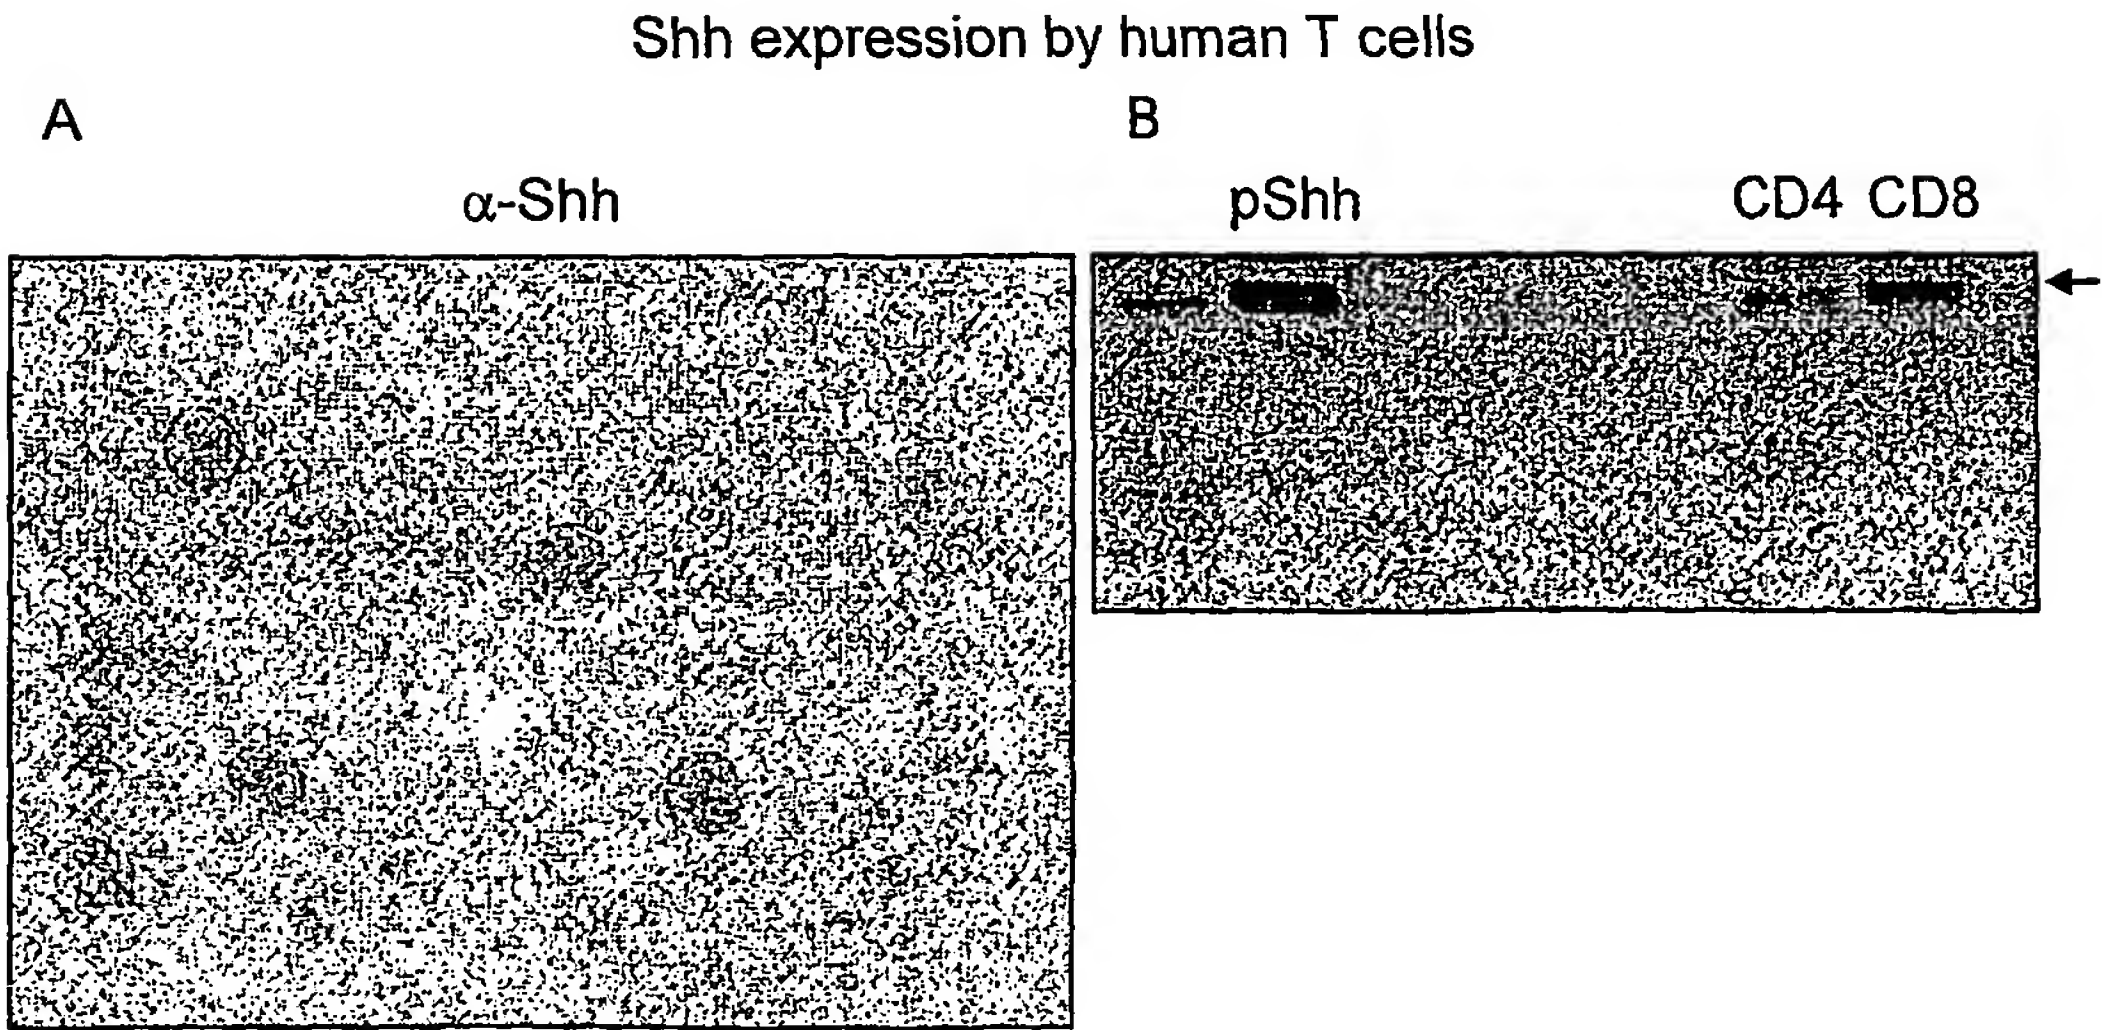 Shh expression by human T cells
A
B
α-Shh
pShh
CD4 CD8